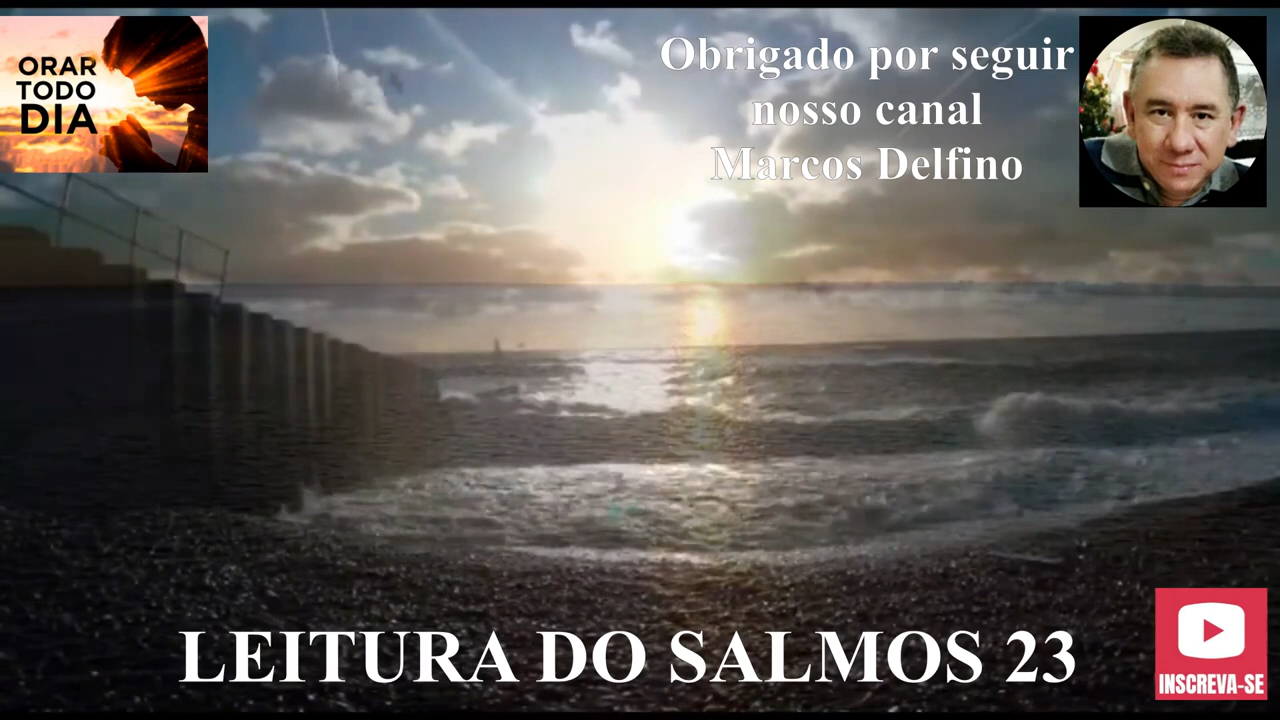 ORAR
TODO
DIA
Obrigado por seguir
nosso canal
Marcos Delfino
LEITURA DO SALMOS 23
INSCREVA-SE